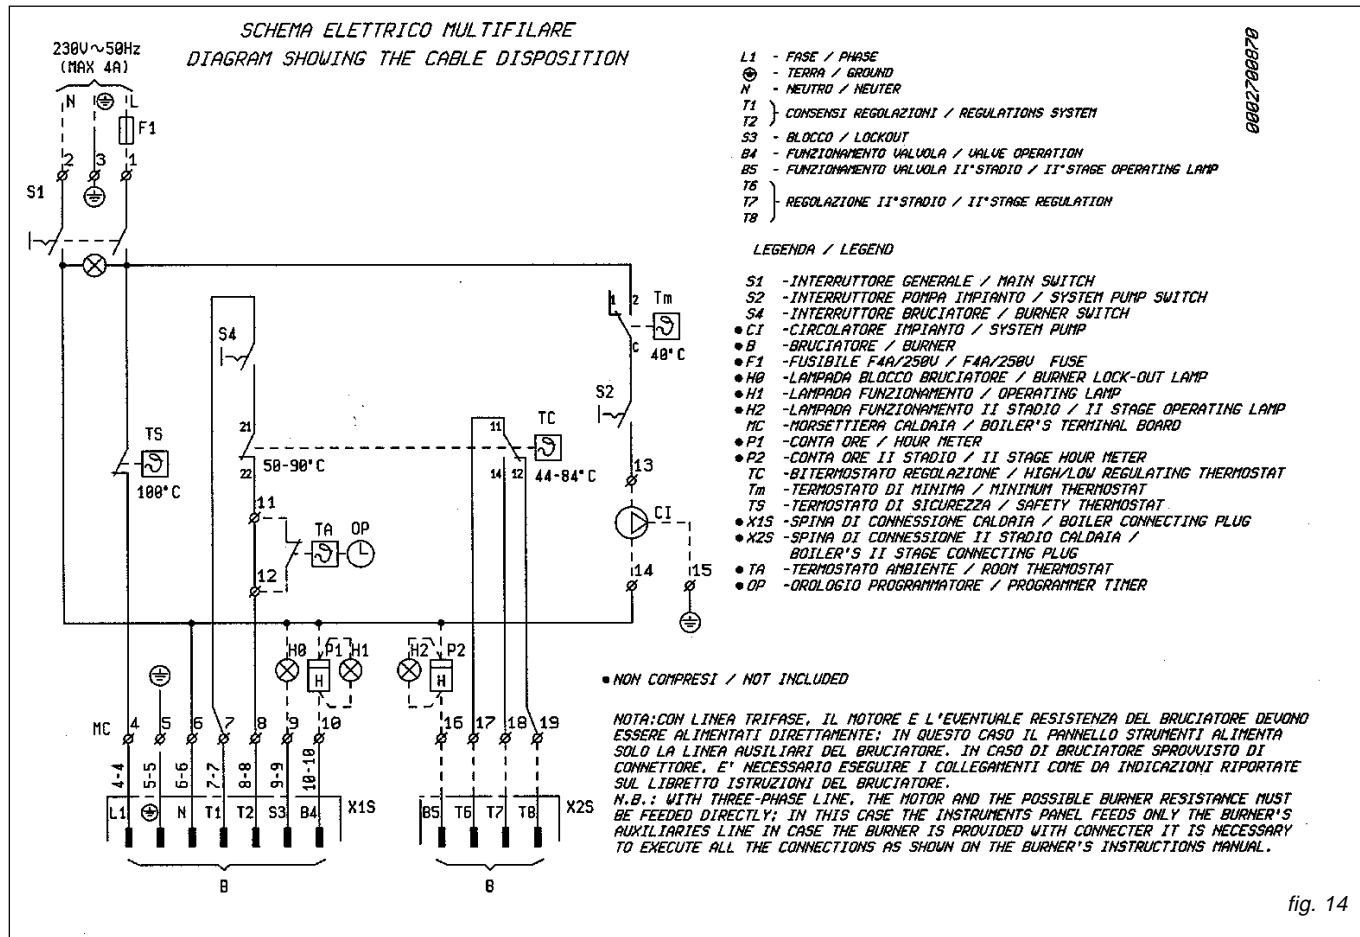 SCHEMA ELETTRICO MULTIFILARE
DIAGRAM SHOWING THE CABLE DISPOSITION
0002700870
230V~50Hz
(MAX 4A)
N
L
F1
2
3
1
S1
L1 - FASE / PHASE
- TERRA / GROUND
N - NEUTRO / NEUTER
T1
T2
CONSENSI REGOLAZIONI / REGULATIONS SYSTEM
S3 - BLOCCO / LOCKOUT
B4 - FUNZIONAMENTO VALVOLA / VALVE OPERATION
B5 - FUNZIONAMENTO VALVOLA II°STADIO / II°STAGE OPERATING LAMP
T6
T7
T8
REGOLAZIONE II°STADIO / II°STAGE REGULATION
LEGENDA / LEGEND
S1 -INTERRUTTORE GENERALE / MAIN SWITCH
S2 -INTERRUTTORE POMPA IMPIANTO / SYSTEM PUMP SWITCH
S4 -INTERRUTTORE BRUCIATORE / BURNER SWITCH
● CI -CIRCOLATORE IMPIANTO / SYSTEM PUMP
● B -BRUCIATORE / BURNER
● F1 -FUSIBILE F4A/250V / F4A/250V FUSE
● H0 -LAMPADA BLOCCO BRUCIATORE / BURNER LOCK-OUT LAMP
● H1 -LAMPADA FUNZIONAMENTO / OPERATING LAMP
● H2 -LAMPADA FUNZIONAMENTO II STADIO / II STAGE OPERATING LAMP
MC -MORSETTIERA CALDAIA / BOILER'S TERMINAL BOARD
● P1 -CONTA ORE / HOUR METER
● P2 -CONTA ORE II STADIO / II STAGE HOUR METER
TC -BITERMOSTATO REGOLAZIONE / HIGH/LOW REGULATING THERMOSTAT
Tm -TERMOSTATO DI MINIMA / MINIMUM THERMOSTAT
TS -TERMOSTATO DI SICUREZZA / SAFETY THERMOSTAT
● X1S -SPINA DI CONNESSIONE CALDAIA / BOILER CONNECTING PLUG
● X2S -SPINA DI CONNESSIONE II STADIO CALDAIA /
BOILER'S II STAGE CONNECTING PLUG
● TA -TERMOSTATO AMBIENTE / ROOM THERMOSTAT
● OP -OROLOGIO PROGRAMMATORE / PROGRAMMER TIMER
1 2 Tm
C 40°C
S4
S2
21
22
50-90°C
TS
100°C
11
14 12
TC
44-84°C
11
TA OP
12
13
CI
14 15
H0 P1 H1
H
H2 P2
H
MC 4 5 6 7 8 9 10
16 17 18 19
4-4 5-5 6-6 7-7 8-8 9-9 10-10
L1 N T1 T2 S3 B4 X1S
B5 T6 T7 T8 X2S
B
B
● NON COMPRESI / NOT INCLUDED
NOTA:CON LINEA TRIFASE, IL MOTORE E L'EVENTUALE RESISTENZA DEL BRUCIATORE DEVONO
ESSERE ALIMENTATI DIRETTAMENTE; IN QUESTO CASO IL PANNELLO STRUMENTI ALIMENTA
SOLO LA LINEA AUSILIARI DEL BRUCIATORE. IN CASO DI BRUCIATORE SPROVVISTO DI
CONNETTORE, E' NECESSARIO ESEGUIRE I COLLEGAMENTI COME DA INDICAZIONI RIPORTATE
SUL LIBRETTO ISTRUZIONI DEL BRUCIATORE.
N.B.: WITH THREE-PHASE LINE, THE MOTOR AND THE POSSIBLE BURNER RESISTANCE MUST
BE FEEDED DIRECTLY; IN THIS CASE THE INSTRUMENTS PANEL FEEDS ONLY THE BURNER'S
AUXILIARIES LINE IN CASE THE BURNER IS PROVIDED WITH CONNECTER IT IS NECESSARY
TO EXECUTE ALL THE CONNECTIONS AS SHOWN ON THE BURNER'S INSTRUCTIONS MANUAL.
fig. 14